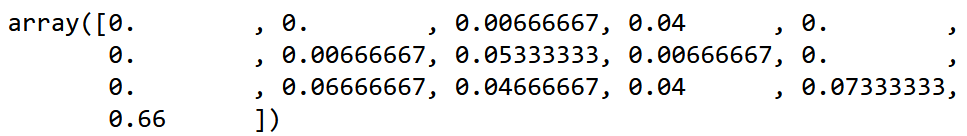 array([0.        , 0.        , 0.00666667, 0.04      , 0.        ,
       0.        , 0.00666667, 0.05333333, 0.00666667, 0.        ,
       0.        , 0.06666667, 0.04666667, 0.04      , 0.07333333,
       0.66      ])